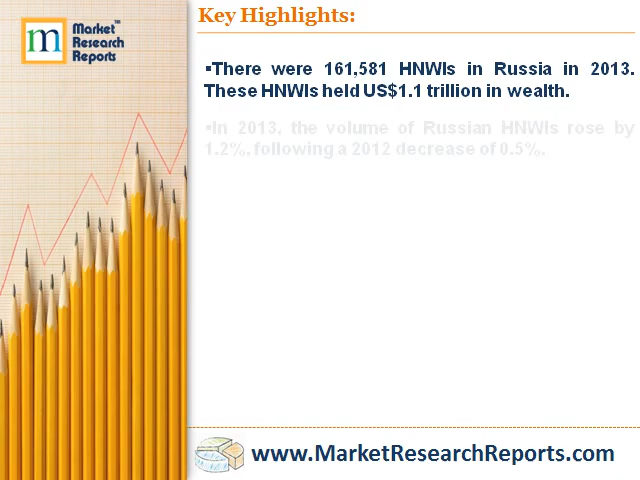 m
Market™
Research
Reports
Key Highlights:
▪There were 161,581 HNWIs in Russia in 2013.
These HNWIs held US$1.1 trillion in wealth.
▪In 2013, the volume of Russian HNWIs rose by
1.2%, following a 2012 decrease of 0.5%.
www.MarketResearchReports.com